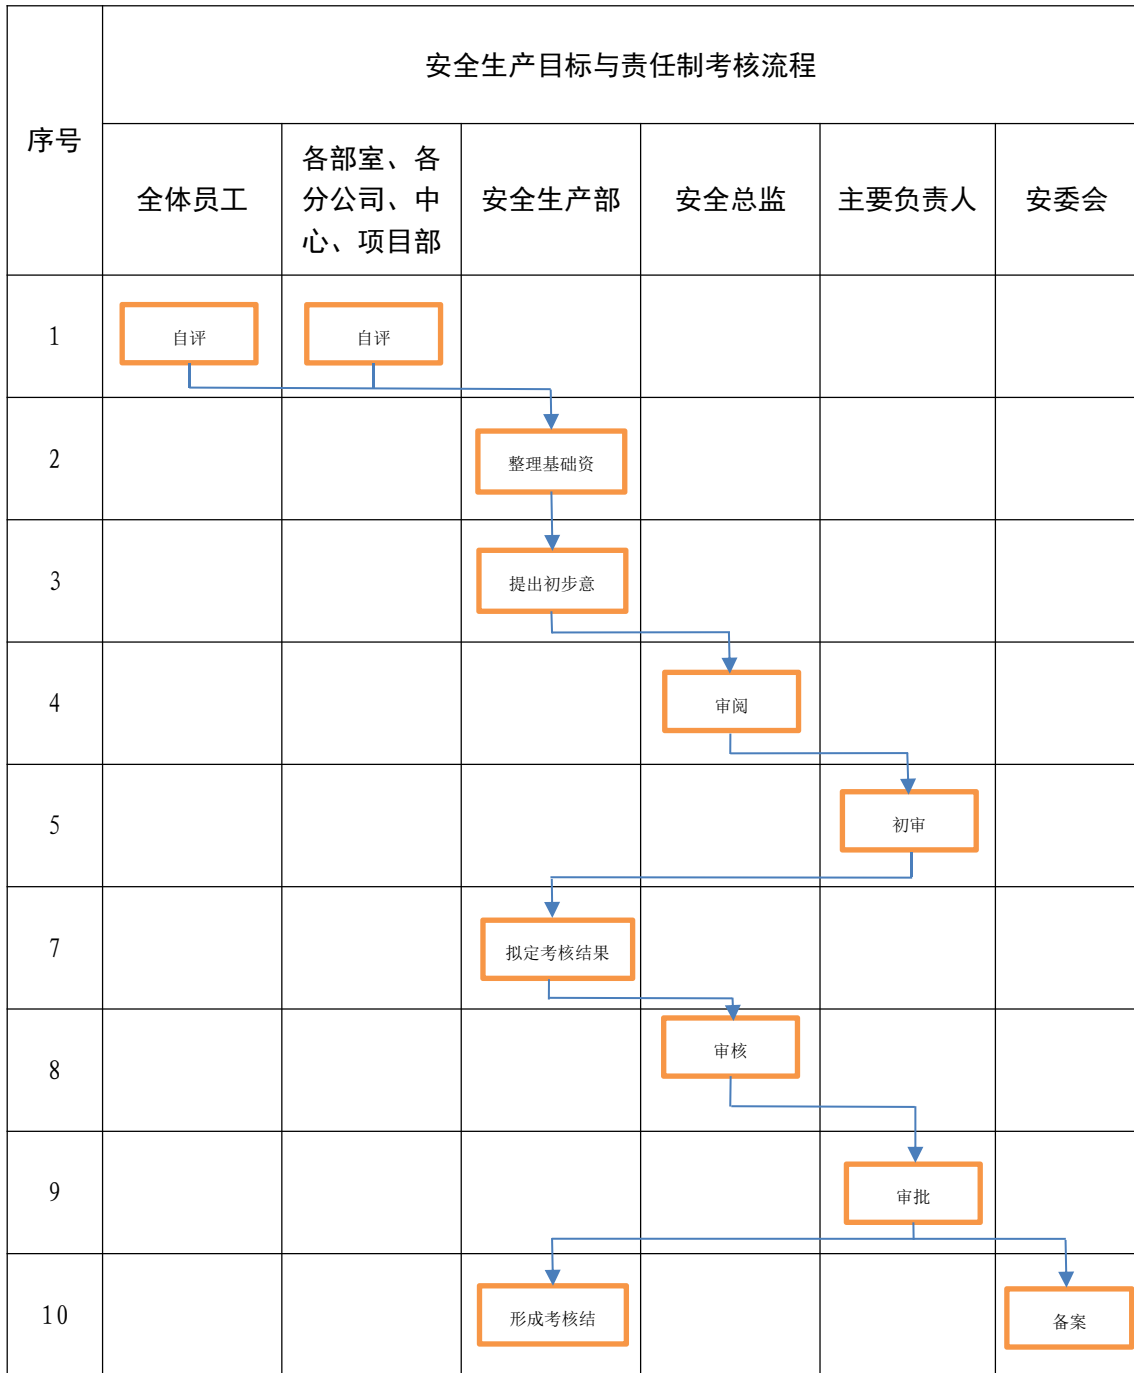 安全生产目标与责任制考核流程
序号
全体员工
各部室、各
分公司、中
心、项目部
安全生产部
安全总监
主要负责人
安委会
1
自评
自评
2
整理基础资
3
提出初步意
4
审阅
5
初审
7
拟定考核结果
8
审核
9
审批
10
形成考核结
备案